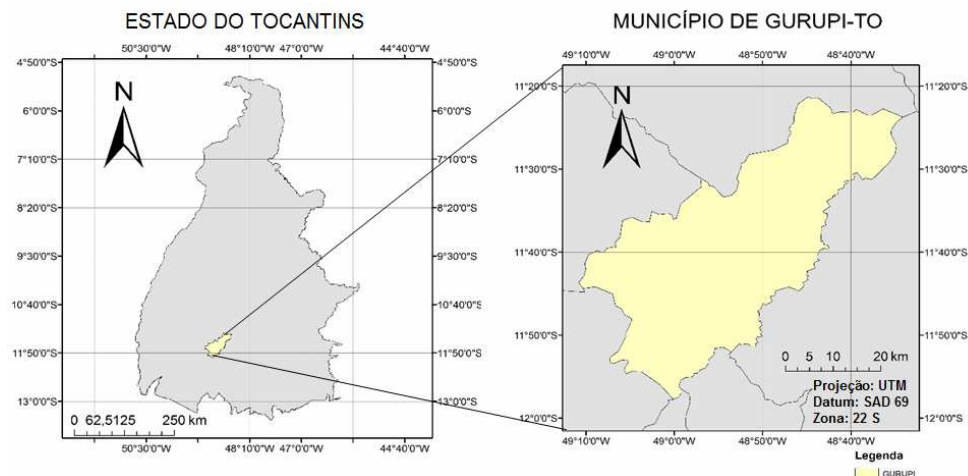 ESTADO DO TOCANTINS
50°30'0"W 48°10'0"W 47°0'0"W 44°40'0"W
4°50'0"S 4°50'0"S
N
6°0'0"S 6°0'0"S
7°10'0"S 7°10'0"S
8°20'0"S 8°20'0"S
9°30'0"S 9°30'0"S
10°40'0"S 10°40'0"S
11°50'0"S 11°50'0"S
13°0'0"S 13°0'0"S
0 62,5125 250 km
50°30'0"W 48°10'0"W 47°0'0"W 44°40'0"W
MUNICÍPIO DE GURUPI-TO
49°10'0"W 49°0'0"W 48°50'0"W 48°40'0"W
11°20'0"S 11°20'0"S
N
11°30'0"S 11°30'0"S
11°40'0"S 11°40'0"S
11°50'0"S 11°50'0"S
0 5 10 20 km
Projeção: UTM
Datum: SAD 69
Zona: 22 S
12°0'0"S 12°0'0"S
49°10'0"W 49°0'0"W 48°50'0"W 48°40'0"W
Legenda
GURUPI